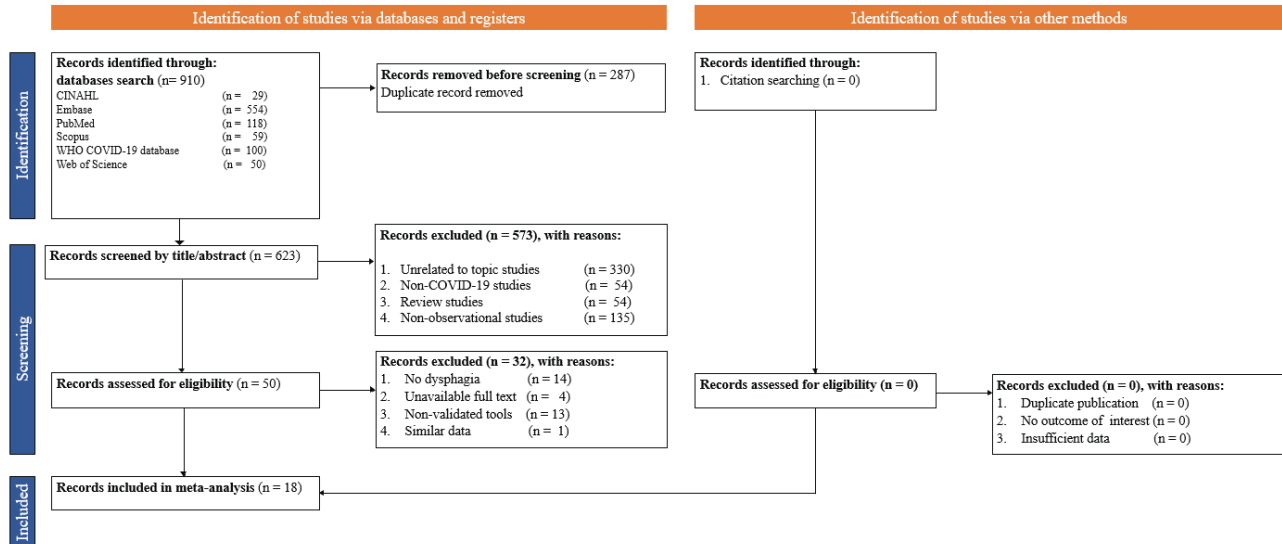 Identification of studies via databases and registers
Identification of studies via other methods
Identification
Records identified through:
databases search (n= 910)
CINAHL (n = 29)
Embase (n = 554)
PubMed (n = 118)
Scopus (n = 59)
WHO COVID-19 database (n = 100)
Web of Science (n = 50)
Records removed before screening (n = 287)
Duplicate record removed
Records identified through:
1. Citation searching (n = 0)
Screening
Records screened by title/abstract (n = 623)
Records excluded (n = 573), with reasons:
1. Unrelated to topic studies (n = 330)
2. Non-COVID-19 studies (n = 54)
3. Review studies (n = 54)
4. Non-observational studies (n = 135)
Records assessed for eligibility (n = 50)
Records excluded (n = 32), with reasons:
1. No dysphagia (n = 14)
2. Unavailable full text (n = 4)
3. Non-validated tools (n = 13)
4. Similar data (n = 1)
Records assessed for eligibility (n = 0)
Records excluded (n = 0), with reasons:
1. Duplicate publication (n = 0)
2. No outcome of interest (n = 0)
3. Insufficient data (n = 0)
Included
Records included in meta-analysis (n = 18)